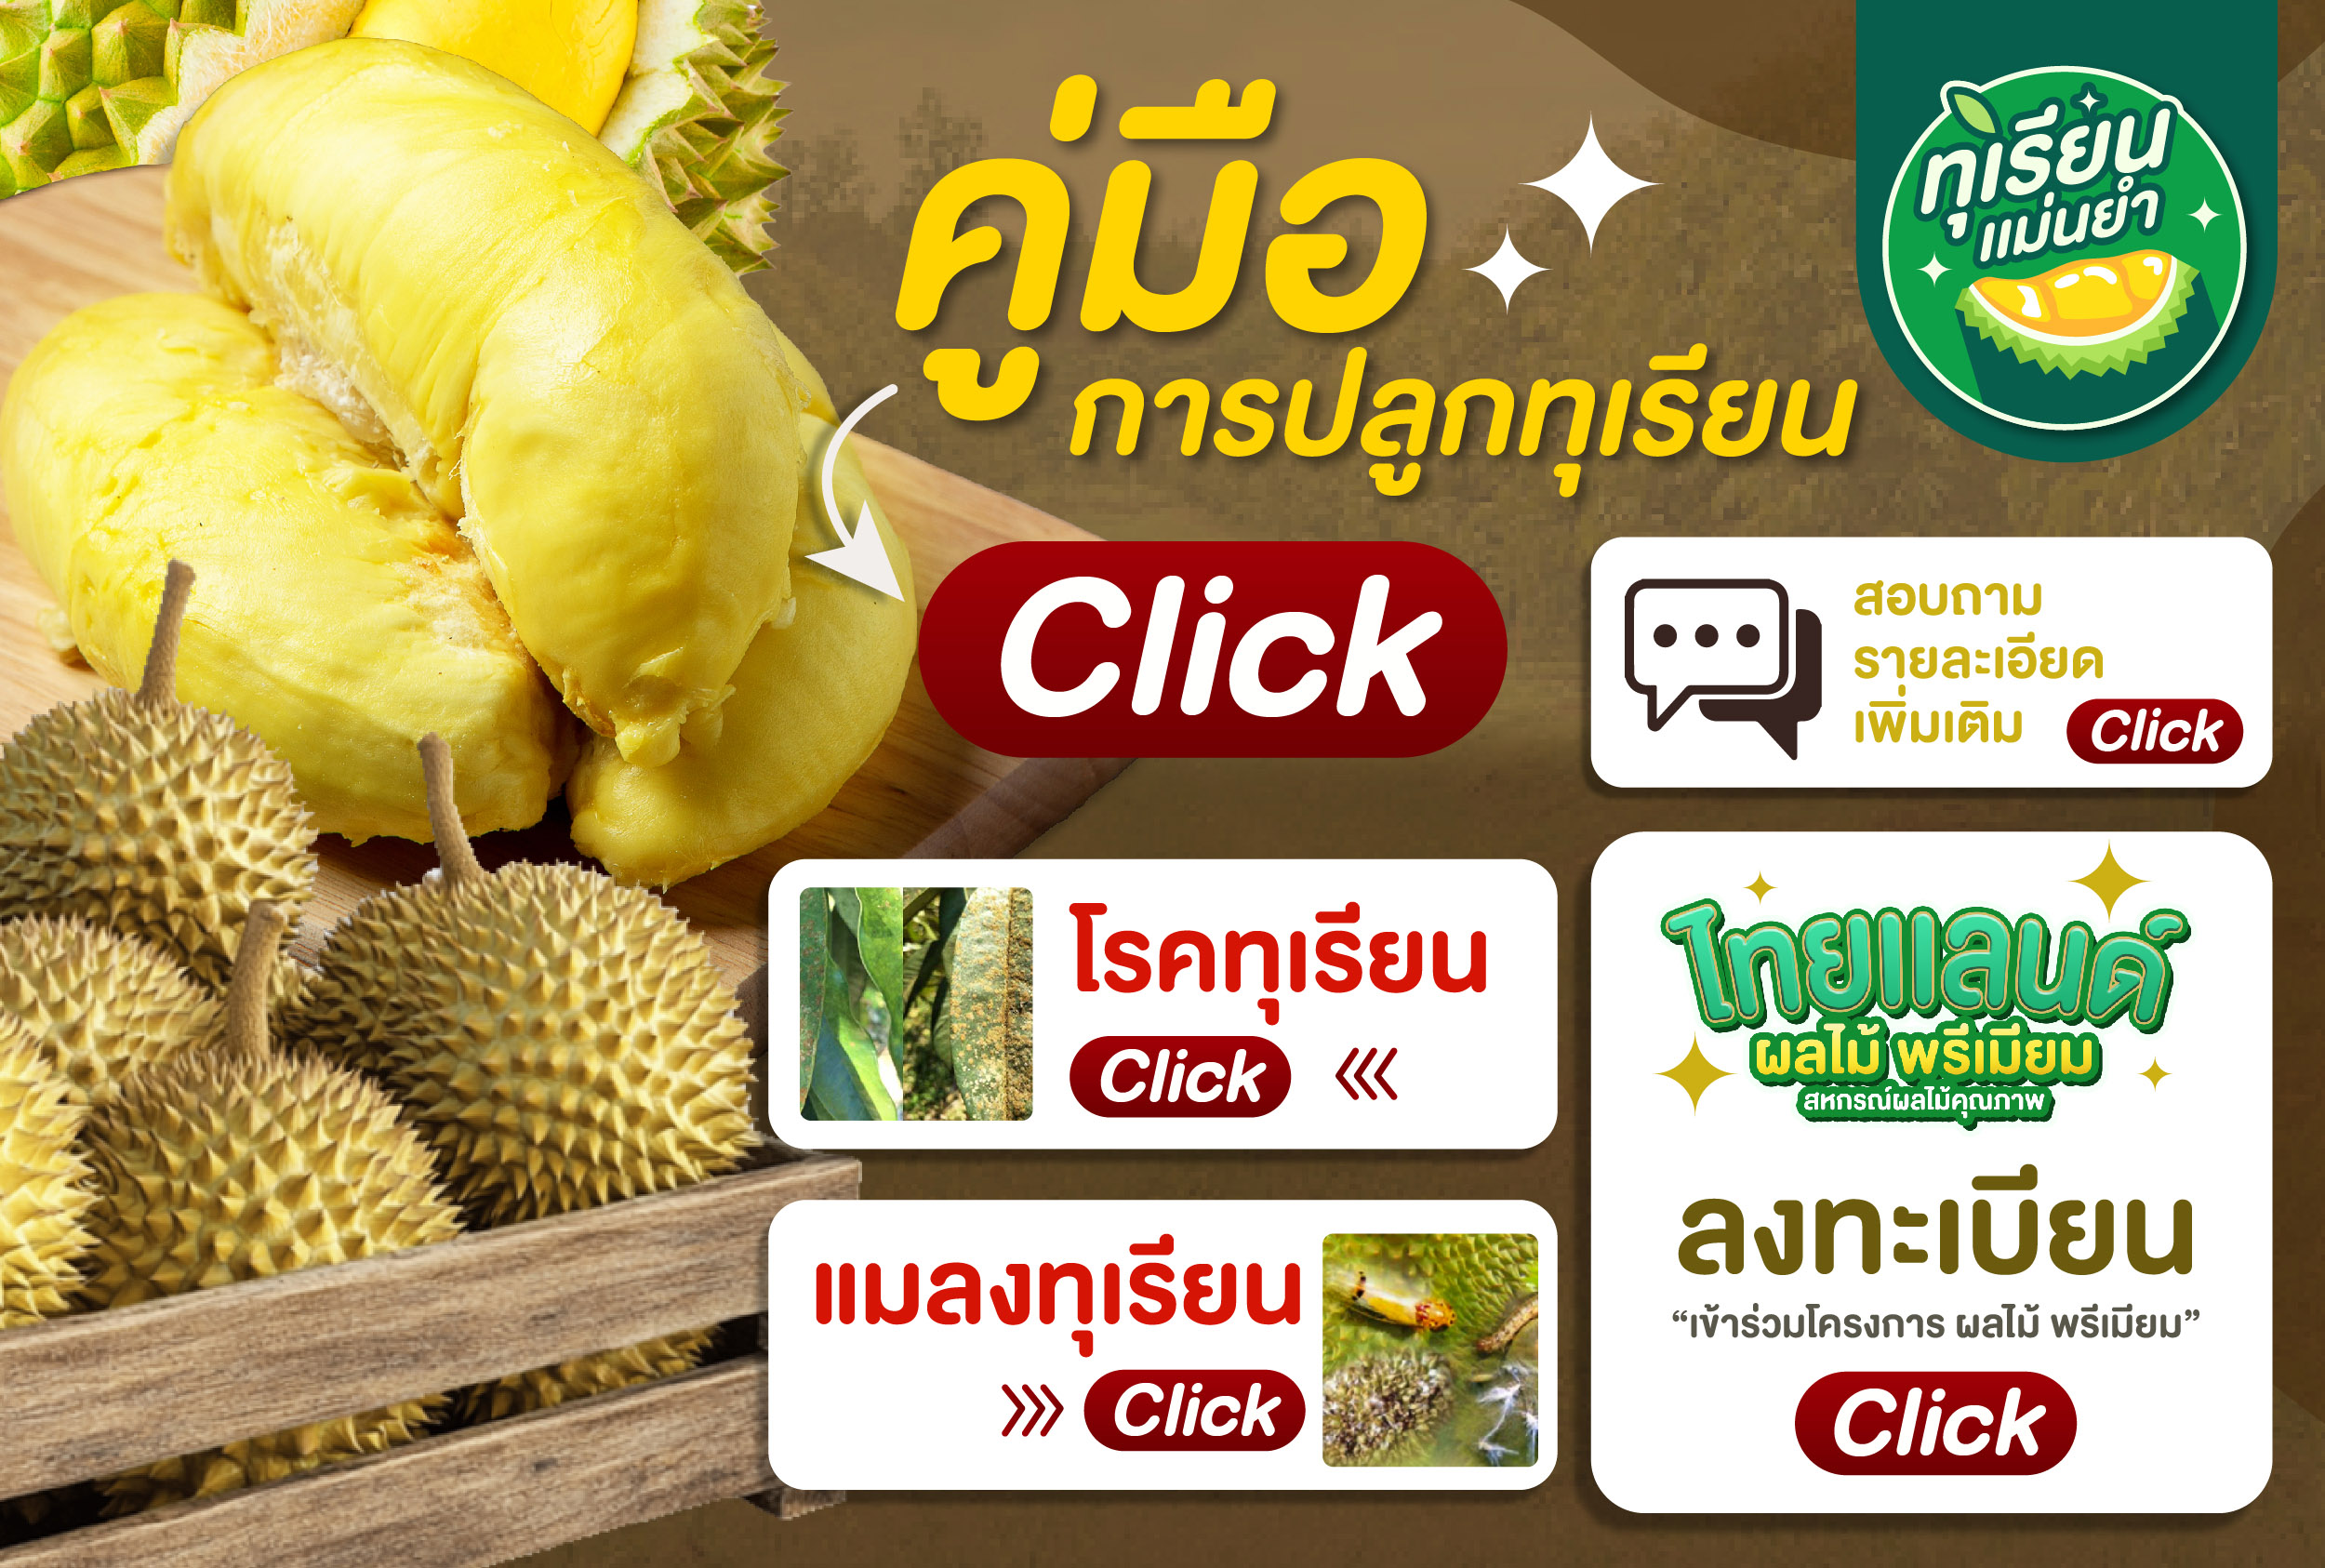 คู่มือ
การปลูกทุเรียน
Click
ทุเรียน
แม่นยำ
สอบถาม
รายละเอียด
เพิ่มเติม
Click
โรคทุเรียน
Click
แมลงทุเรียน
Click
ไทยแลนด์
ผลไม้ พรีเมียม
สหกรณ์ผลไม้คุณภาพ
ลงทะเบียน
“เข้าร่วมโครงการ ผลไม้ พรีเมียม”
Click